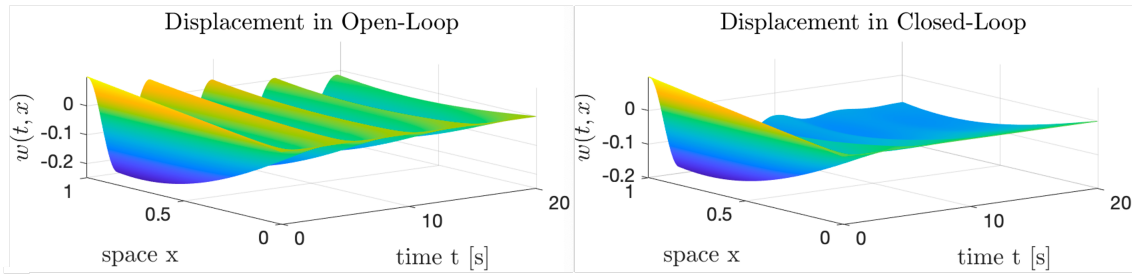 Displacement in Open-Loop
w(t, x)
0
-0.1
-0.2
1
0.5
0
0
10
20
space x
time t [s]
Displacement in Closed-Loop
w(t, x)
0
-0.1
-0.2
1
0.5
0
0
10
20
space x
time t [s]